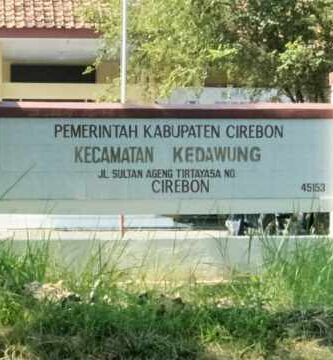 PEMERINTAH KABUPATEN CIREBON
KECAMATAN KEDAWUNG
JL. SULTAN AGENG TIRTAYASA NO.
CIREBON 45153